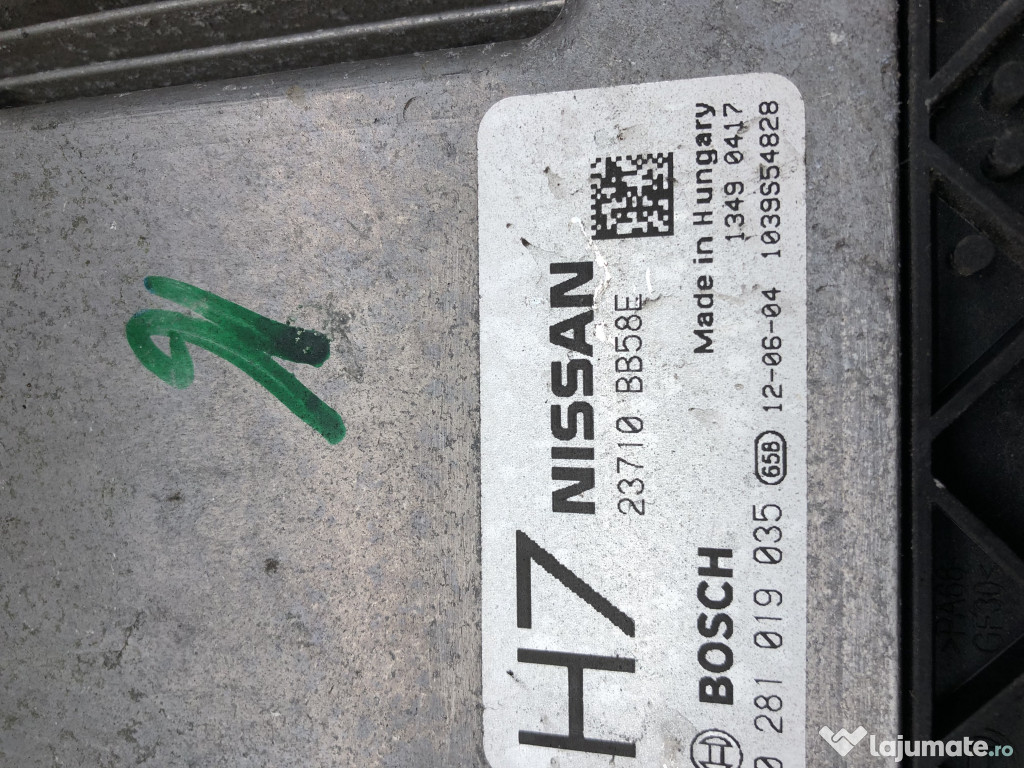 H7
NISSAN
23710 BB58E
Made in Hungary
1349 0417
BOSCH
0 281 019 035 65B 12-06-04 1039S54828
lajumate.ro